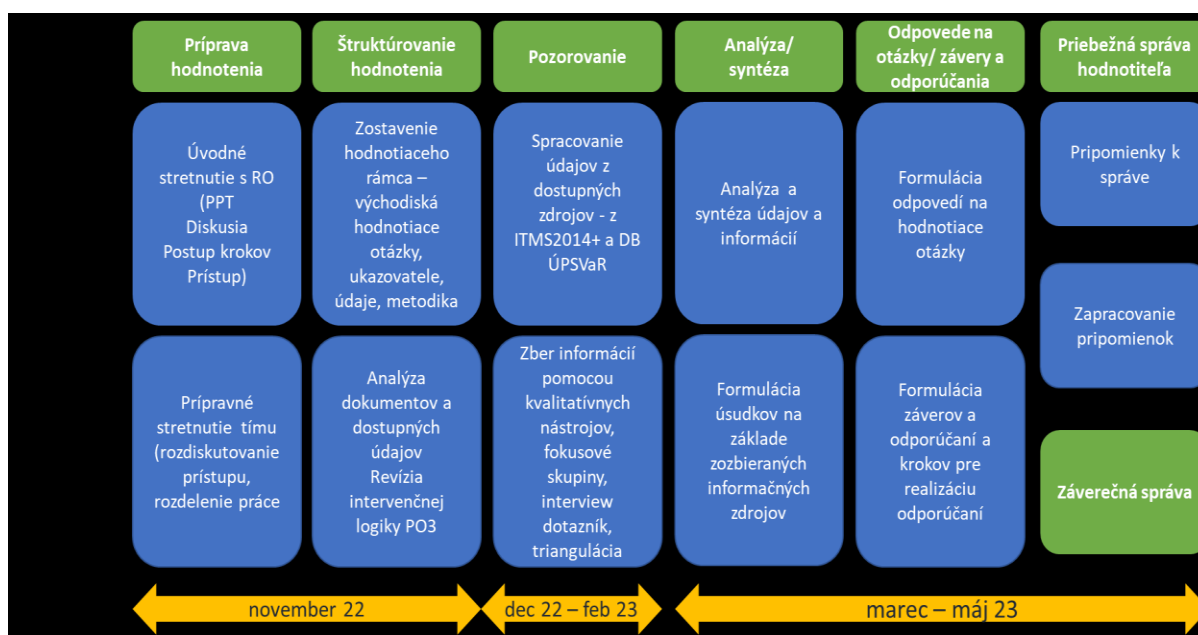 Príprava
hodnotenia
Štruktúrovanie
hodnotenia
Pozorovanie
Analýza/
syntéza
Odpovede na
otázky/ závery a
odporúčania
Priebežná správa
hodnotiteľa
Úvodné
stretnutie s RO
(PPT
Diskusia
Postup krokov
Prístup)
Zostavenie
hodnotiaceho
rámca –
východiská
hodnotiace
otázky,
ukazovatele,
údaje, metodika
Spracovanie
údajov z
dostupných
zdrojov - z
ITMS2014+ a DB
ÚPSVaR
Analýza a
syntéza údajov a
informácií
Formulácia
odpovedí na
hodnotiace
otázky
Pripomienky k
správe
Zapracovanie
pripomienok
Prípravné
stretnutie tímu
(rozdiskutovanie
prístupu,
rozdelenie práce
Analýza
dokumentov a
dostupných
údajov
Revízia
intervenčnej
logiky PO3
Zber informácií
pomocou
kvalitatívnych
nástrojov,
fokusové
skupiny,
interview
dotazník,
triangulácia
Formulácia
úsudkov na
základe
zozbieraných
informačných
zdrojov
Formulácia
záverov a
odporúčaní a
krokov pre
realizáciu
odporúčaní
Záverečná správa
november 22
dec 22 – feb 23
marec – máj 23